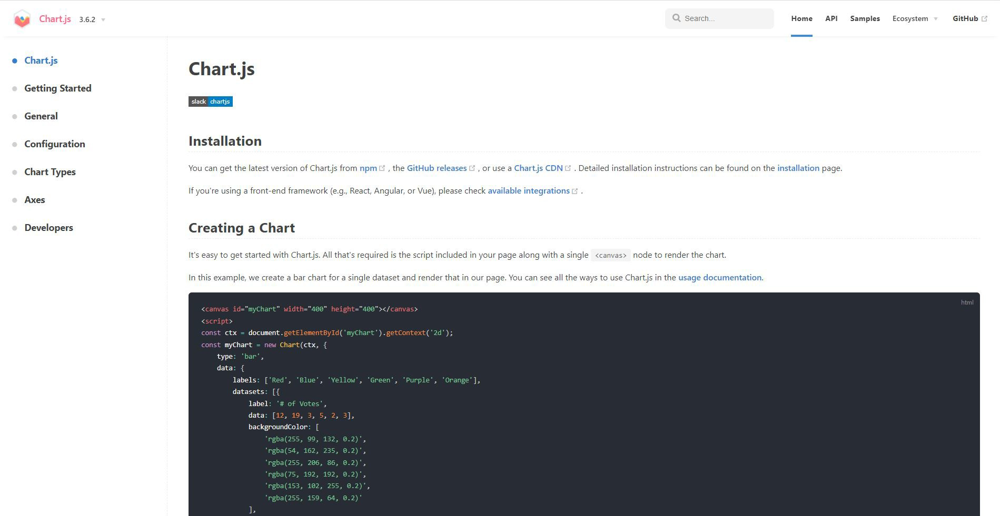 Chart.js 3.6.2
Search...
Home API Samples Ecosystem GitHub
Chart.js
Getting Started
General
Configuration
Chart Types
Axes
Developers
Chart.js
slack chartjs
Installation
You can get the latest version of Chart.js from npm , the GitHub releases , or use a Chart.js CDN . Detailed installation instructions can be found on the installation page.
If you're using a front-end framework (e.g., React, Angular, or Vue), please check available integrations .
Creating a Chart
It's easy to get started with Chart.js. All that's required is the script included in your page along with a single <canvas> node to render the chart.
In this example, we create a bar chart for a single dataset and render that in our page. You can see all the ways to use Chart.js in the usage documentation.
html
<canvas id="myChart" width="400" height="400"></canvas>
<script>
const ctx = document.getElementById('myChart').getContext('2d');
const myChart = new Chart(ctx, {
    type: 'bar',
    data: {
        labels: ['Red', 'Blue', 'Yellow', 'Green', 'Purple', 'Orange'],
        datasets: [{
            label: '# of Votes',
            data: [12, 19, 3, 5, 2, 3],
            backgroundColor: [
                'rgba(255, 99, 132, 0.2)',
                'rgba(54, 162, 235, 0.2)',
                'rgba(255, 206, 86, 0.2)',
                'rgba(75, 192, 192, 0.2)',
                'rgba(153, 102, 255, 0.2)',
                'rgba(255, 159, 64, 0.2)'
            ],